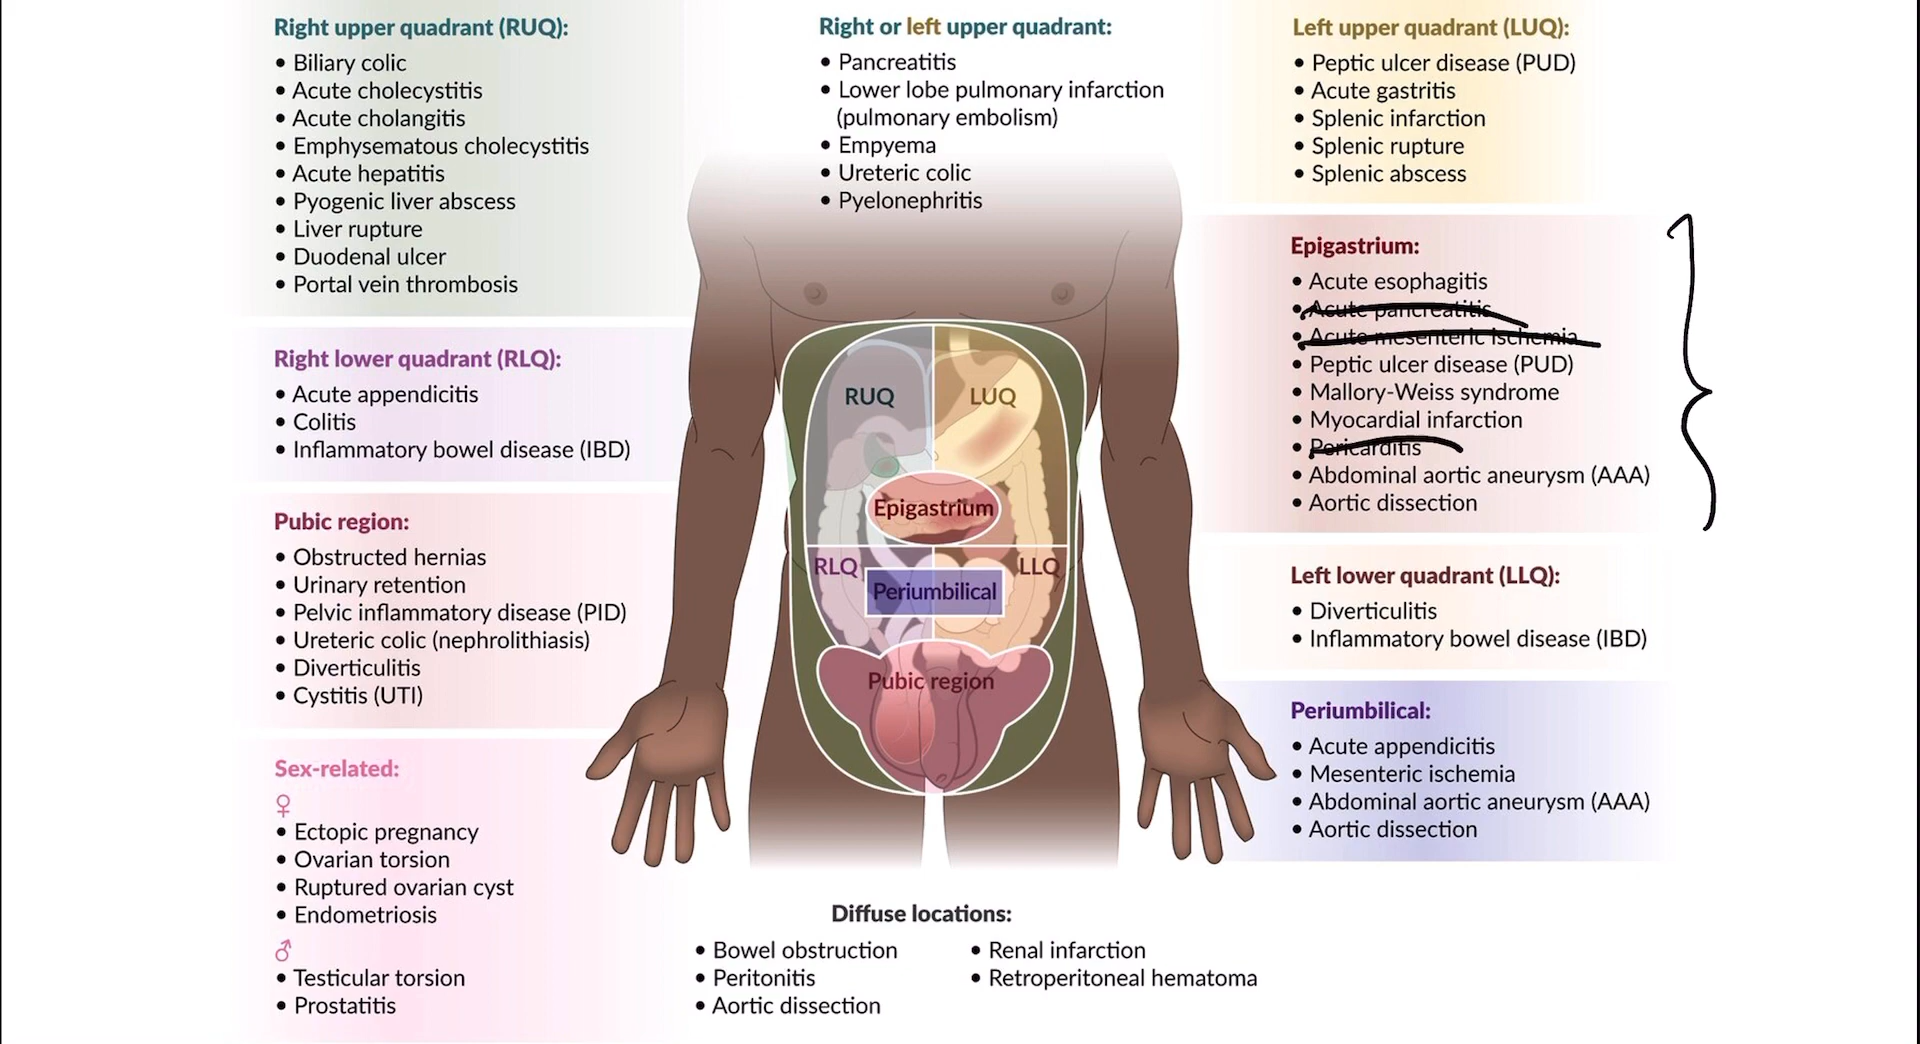 Right upper quadrant (RUQ):
• Biliary colic
• Acute cholecystitis
• Acute cholangitis
• Emphysematous cholecystitis
• Acute hepatitis
• Pyogenic liver abscess
• Liver rupture
• Duodenal ulcer
• Portal vein thrombosis
Right lower quadrant (RLQ):
• Acute appendicitis
• Colitis
• Inflammatory bowel disease (IBD)
Pubic region:
• Obstructed hernias
• Urinary retention
• Pelvic inflammatory disease (PID)
• Ureteric colic (nephrolithiasis)
• Diverticulitis
• Cystitis (UTI)
Sex-related:
♀
• Ectopic pregnancy
• Ovarian torsion
• Ruptured ovarian cyst
• Endometriosis
♂
• Testicular torsion
• Prostatitis
Right or left upper quadrant:
• Pancreatitis
• Lower lobe pulmonary infarction
(pulmonary embolism)
• Empyema
• Ureteric colic
• Pyelonephritis
RUQ
LUQ
Epigastrium
RLQ
LLQ
Periumbilical
Pubic region
Diffuse locations:
• Bowel obstruction
• Peritonitis
• Aortic dissection
• Renal infarction
• Retroperitoneal hematoma
Left upper quadrant (LUQ):
• Peptic ulcer disease (PUD)
• Acute gastritis
• Splenic infarction
• Splenic rupture
• Splenic abscess
Epigastrium:
• Acute esophagitis
• Acute pancreatitis
• Acute mesenteric ischemia
• Peptic ulcer disease (PUD)
• Mallory-Weiss syndrome
• Myocardial infarction
• Pericarditis
• Abdominal aortic aneurysm (AAA)
• Aortic dissection
Left lower quadrant (LLQ):
• Diverticulitis
• Inflammatory bowel disease (IBD)
Periumbilical:
• Acute appendicitis
• Mesenteric ischemia
• Abdominal aortic aneurysm (AAA)
• Aortic dissection